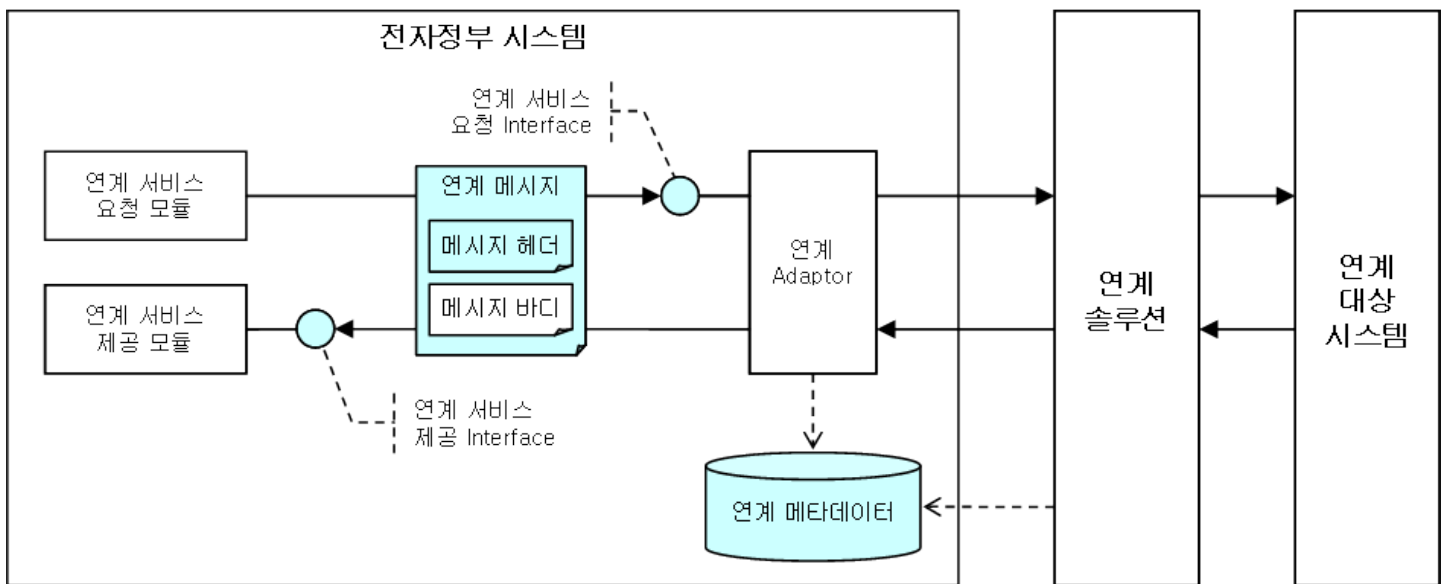 전자정부 시스템
연계 서비스
요청 Interface
연계 서비스
요청 모듈
연계 메시지
메시지 헤더
메시지 바디
연계
Adaptor
연계
솔루션
연계
대상
시스템
연계 서비스
제공 모듈
연계 서비스
제공 Interface
연계 메타데이터